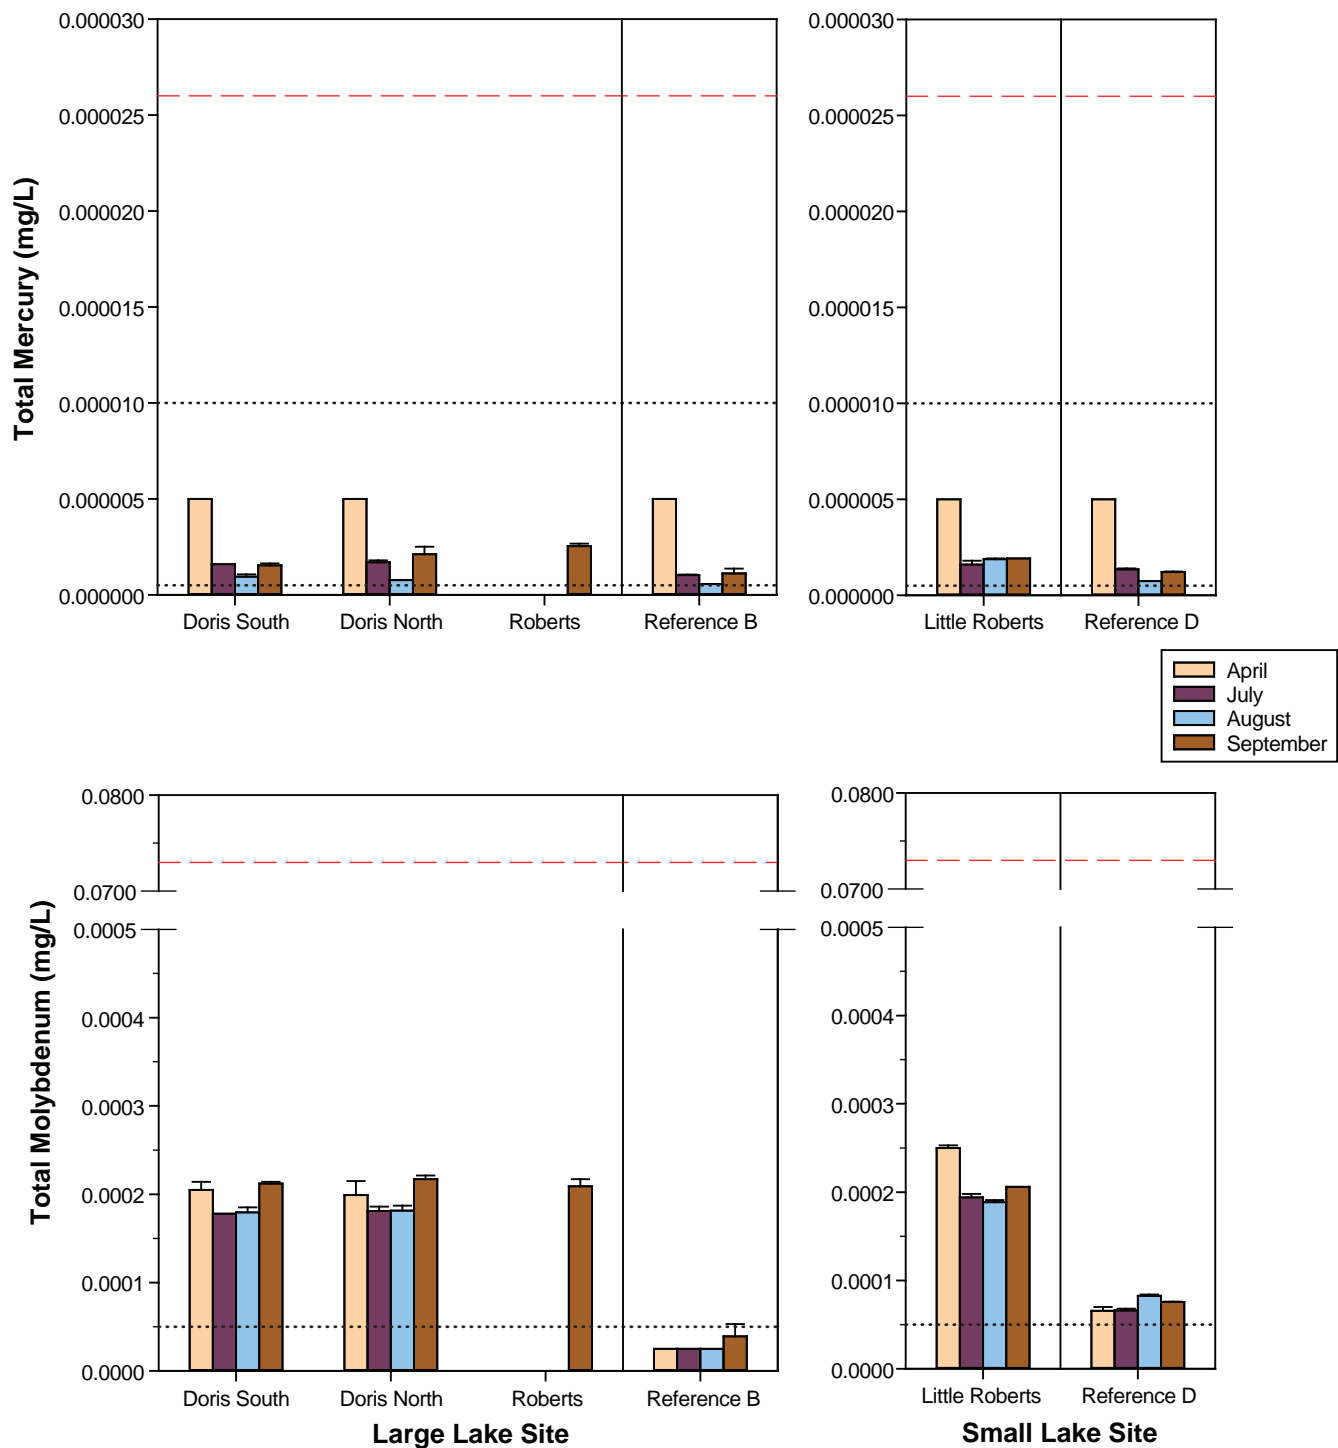 Total Mercury (mg/L)
0.000030
0.000025
0.000020
0.000015
0.000010
0.000005
0.000000
Doris South Doris North Roberts Reference B
0.000030
0.000025
0.000020
0.000015
0.000010
0.000005
0.000000
Little Roberts Reference D
April
July
August
September
Total Molybdenum (mg/L)
0.0800
0.0700
0.0005
0.0004
0.0003
0.0002
0.0001
0.0000
Doris South Doris North Roberts Reference B
Large Lake Site
0.0800
0.0700
0.0005
0.0004
0.0003
0.0002
0.0001
0.0000
Little Roberts Reference D
Small Lake Site